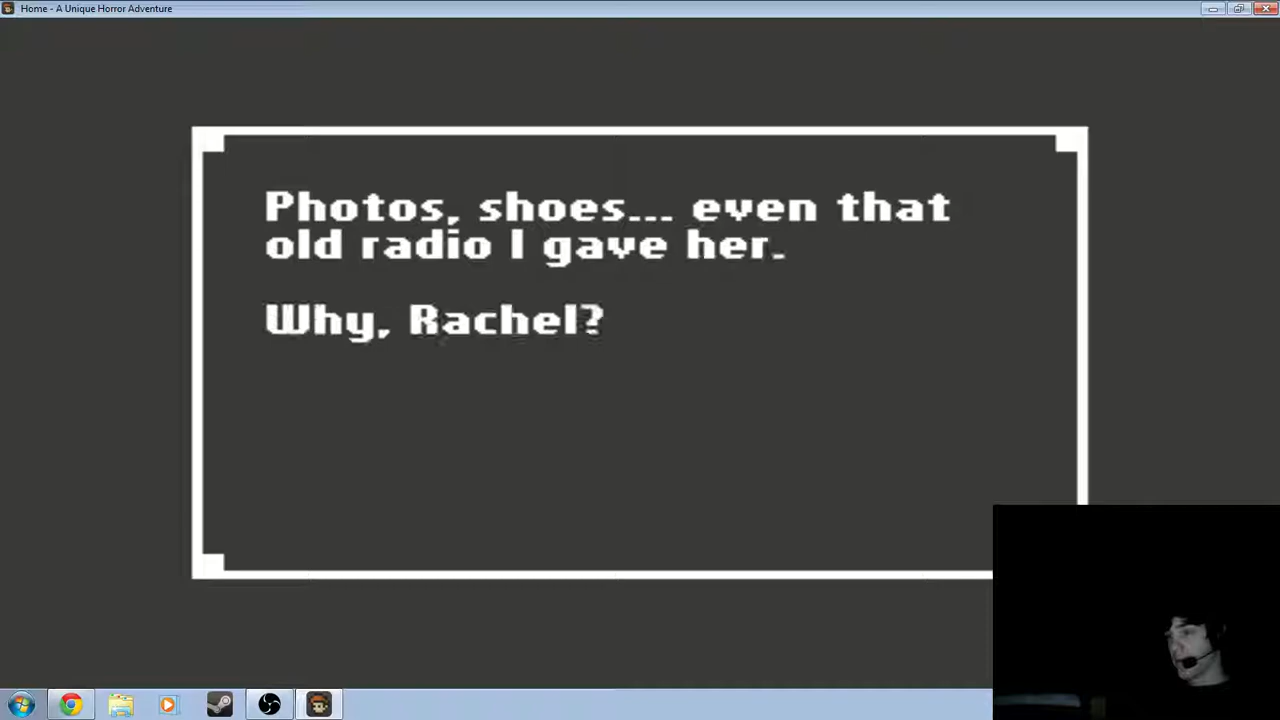 Home - A Unique Horror Adventure
Photos, shoes... even that
old radio I gave her.
Why, Rachel?